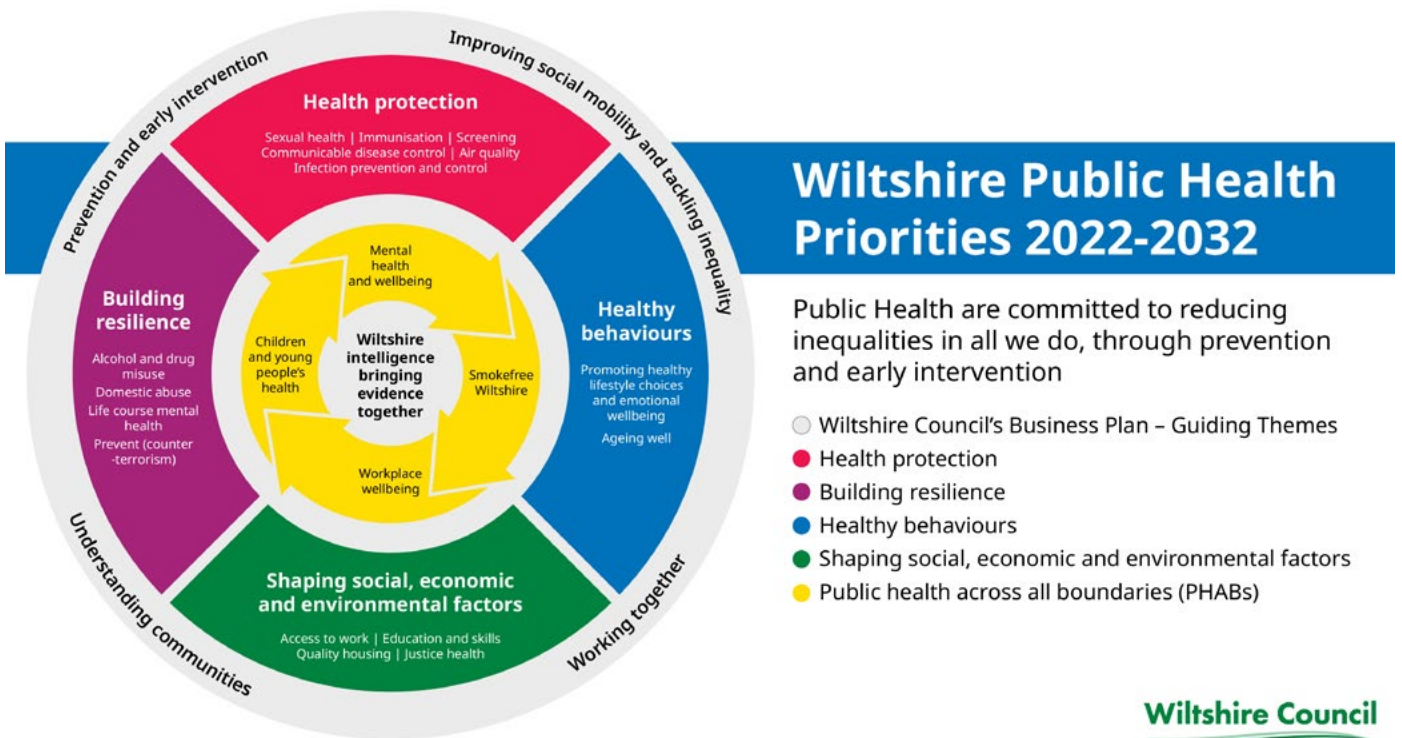 Prevention and early intervention
Improving social mobility and tackling inequality
Understanding communities
Working together
Health protection
Sexual health | Immunisation | Screening
Communicable disease control | Air quality
Infection prevention and control
Building
resilience
Alcohol and drug
misuse
Domestic abuse
Life course mental
health
Prevent (counter
-terrorism)
Mental
health
and wellbeing
Children
and young
people's
health
Wiltshire
intelligence
bringing
evidence
together
Smokefree
Wiltshire
Workplace
wellbeing
Healthy
behaviours
Promoting healthy
lifestyle choices
and emotional
wellbeing
Ageing well
Shaping social, economic
and environmental factors
Access to work | Education and skills
Quality housing | Justice health
Wiltshire Public Health
Priorities 2022-2032
Public Health are committed to reducing
inequalities in all we do, through prevention
and early intervention
Wiltshire Council's Business Plan – Guiding Themes
Health protection
Building resilience
Healthy behaviours
Shaping social, economic and environmental factors
Public health across all boundaries (PHABs)
Wiltshire Council